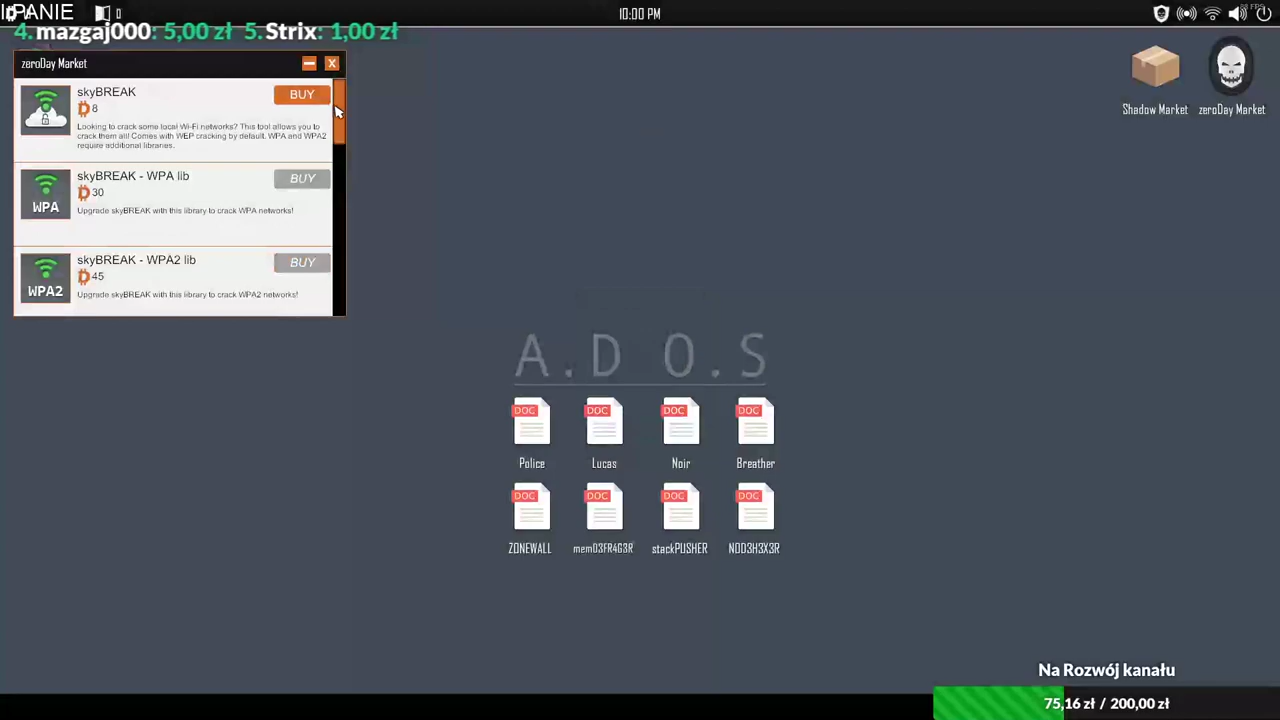 10:00 PM
4. mazgaj000: 5,00 zł 5. Strix: 1,00 zł
zeroDay Market
skyBREAK
8
BUY
Looking to crack some local Wi-Fi networks? This tool allows you to
crack them all! Comes with WEP cracking by default. WPA and WPA2
require additional libraries.
skyBREAK - WPA lib
30
BUY
WPA
Upgrade skyBREAK with this library to crack WPA networks!
skyBREAK - WPA2 lib
45
BUY
WPA2
Upgrade skyBREAK with this library to crack WPA2 networks!
Shadow Market
zeroDay Market
A.D O.S
DOC DOC DOC DOC
Police Lucas Noir Breather
DOC DOC DOC DOC
ZONEWALL memD3FR4G3R stackPUSHER NOD3H3X3R
Na Rozwój kanału
75,16 zł / 200,00 zł